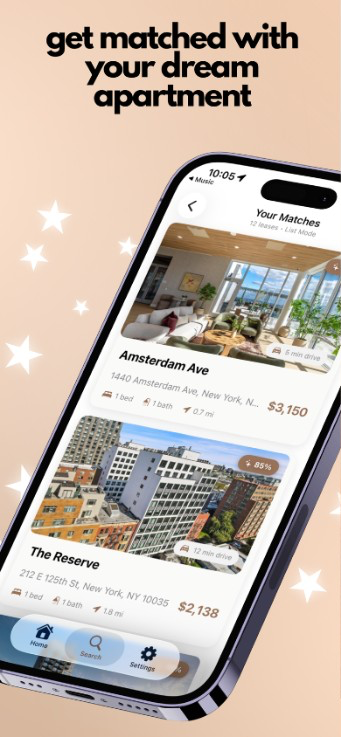 get matched with
your dream
apartment
10:05
◀ Music
Your Matches
12 leases • List Mode
5 min drive
Amsterdam Ave
1440 Amsterdam Ave, New York, N...
$3,150
1 bed 1 bath 0.7 mi
85%
12 min drive
The Reserve
212 E 125th St, New York, NY 10035
$2,138
1 bed 1 bath 1.8 mi
Home Search Settings